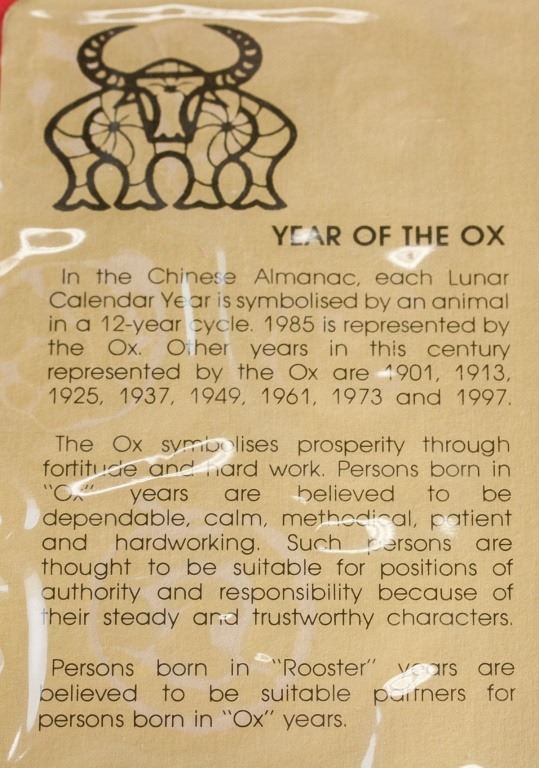 YEAR OF THE OX
In the Chinese Almanac, each Lunar
Calendar Year is symbolised by an animal
in a 12-year cycle. 1985 is represented by
the Ox. Other years in this century
represented by the Ox are 1901, 1913,
1925, 1937, 1949, 1961, 1973 and 1997.
The Ox symbolises prosperity through
fortitude and hard work. Persons born in
"Ox" years are believed to be
dependable, calm, methodical, patient
and hardworking. Such persons are
thought to be suitable for positions of
authority and responsibility because of
their steady and trustworthy characters.
Persons born in "Rooster" years are
believed to be suitable partners for
persons born in "Ox" years.